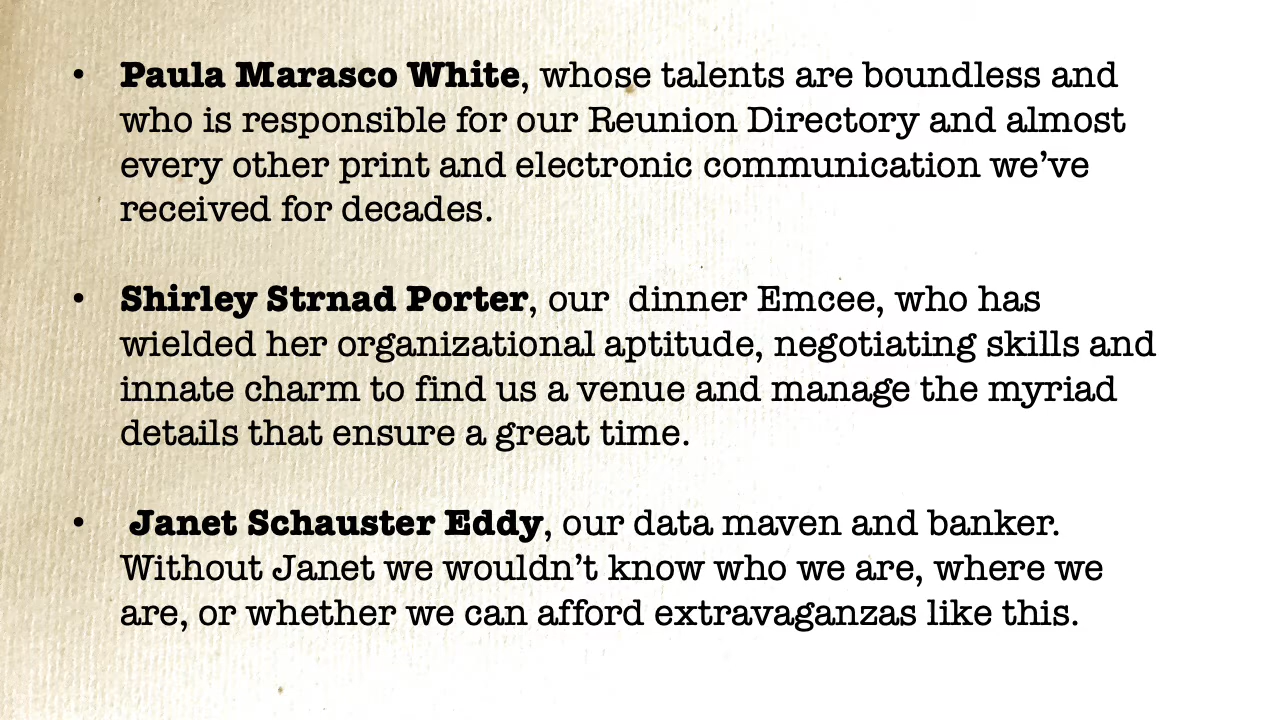 • Paula Marasco White, whose talents are boundless and
who is responsible for our Reunion Directory and almost
every other print and electronic communication we’ve
received for decades.
• Shirley Strnad Porter, our  dinner Emcee, who has
wielded her organizational aptitude, negotiating skills and
innate charm to find us a venue and manage the myriad
details that ensure a great time.
• Janet Schauster Eddy, our data maven and banker.
Without Janet we wouldn’t know who we are, where we
are, or whether we can afford extravaganzas like this.